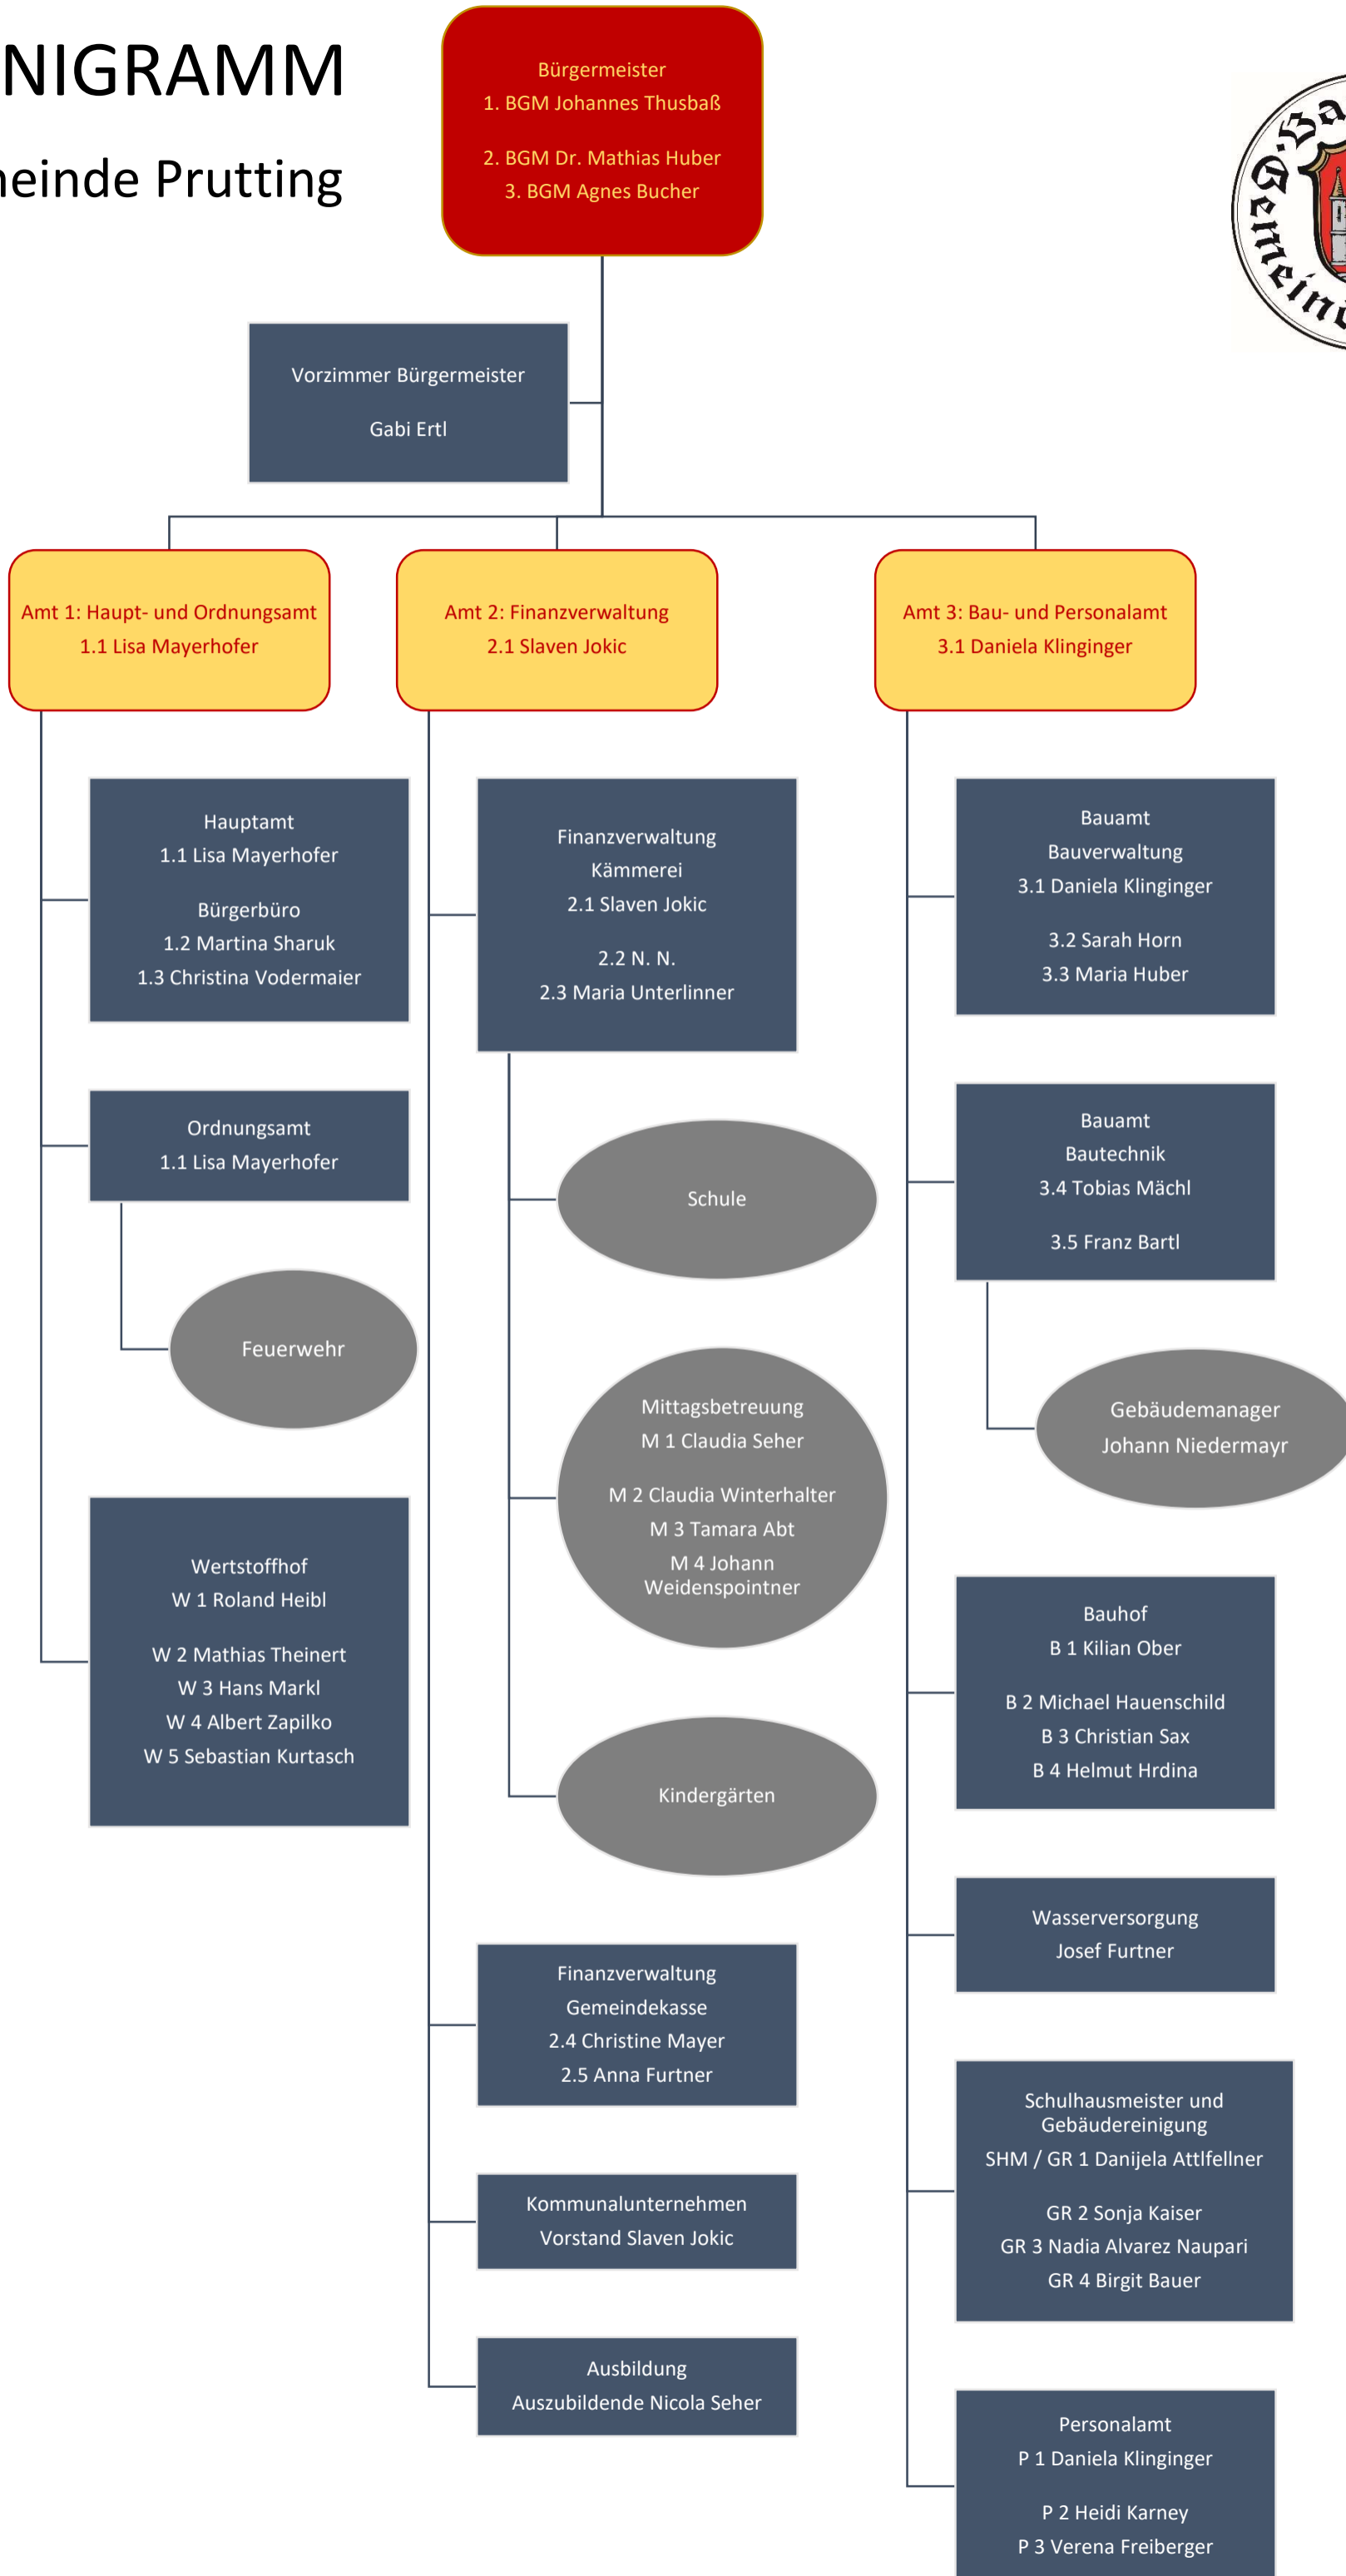 NIGRAMM
einde Prutting
Bürgermeister
1. BGM Johannes Thusbaß
2. BGM Dr. Mathias Huber
3. BGM Agnes Bucher
Vorzimmer Bürgermeister
Gabi Ertl
Amt 1: Haupt- und Ordnungsamt
1.1 Lisa Mayerhofer
Hauptamt
1.1 Lisa Mayerhofer
Bürgerbüro
1.2 Martina Sharuk
1.3 Christina Vodermaier
Ordnungsamt
1.1 Lisa Mayerhofer
Feuerwehr
Wertstoffhof
W 1 Roland Heibl
W 2 Mathias Theinert
W 3 Hans Markl
W 4 Albert Zapilko
W 5 Sebastian Kurtasch
Amt 2: Finanzverwaltung
2.1 Slaven Jokic
Finanzverwaltung
Kämmerei
2.1 Slaven Jokic
2.2 N. N.
2.3 Maria Unterlinner
Schule
Mittagsbetreuung
M 1 Claudia Seher
M 2 Claudia Winterhalter
M 3 Tamara Abt
M 4 Johann
Weidenspointner
Kindergärten
Finanzverwaltung
Gemeindekasse
2.4 Christine Mayer
2.5 Anna Furtner
Kommunalunternehmen
Vorstand Slaven Jokic
Ausbildung
Auszubildende Nicola Seher
Amt 3: Bau- und Personalamt
3.1 Daniela Klinginger
Bauamt
Bauverwaltung
3.1 Daniela Klinginger
3.2 Sarah Horn
3.3 Maria Huber
Bauamt
Bautechnik
3.4 Tobias Mächl
3.5 Franz Bartl
Gebäudemanager
Johann Niedermayr
Bauhof
B 1 Kilian Ober
B 2 Michael Hauenschild
B 3 Christian Sax
B 4 Helmut Hrdina
Wasserversorgung
Josef Furtner
Schulhausmeister und
Gebäudereinigung
SHM / GR 1 Danijela Attlfellner
GR 2 Sonja Kaiser
GR 3 Nadia Alvarez Naupari
GR 4 Birgit Bauer
Personalamt
P 1 Daniela Klinginger
P 2 Heidi Karney
P 3 Verena Freiberger